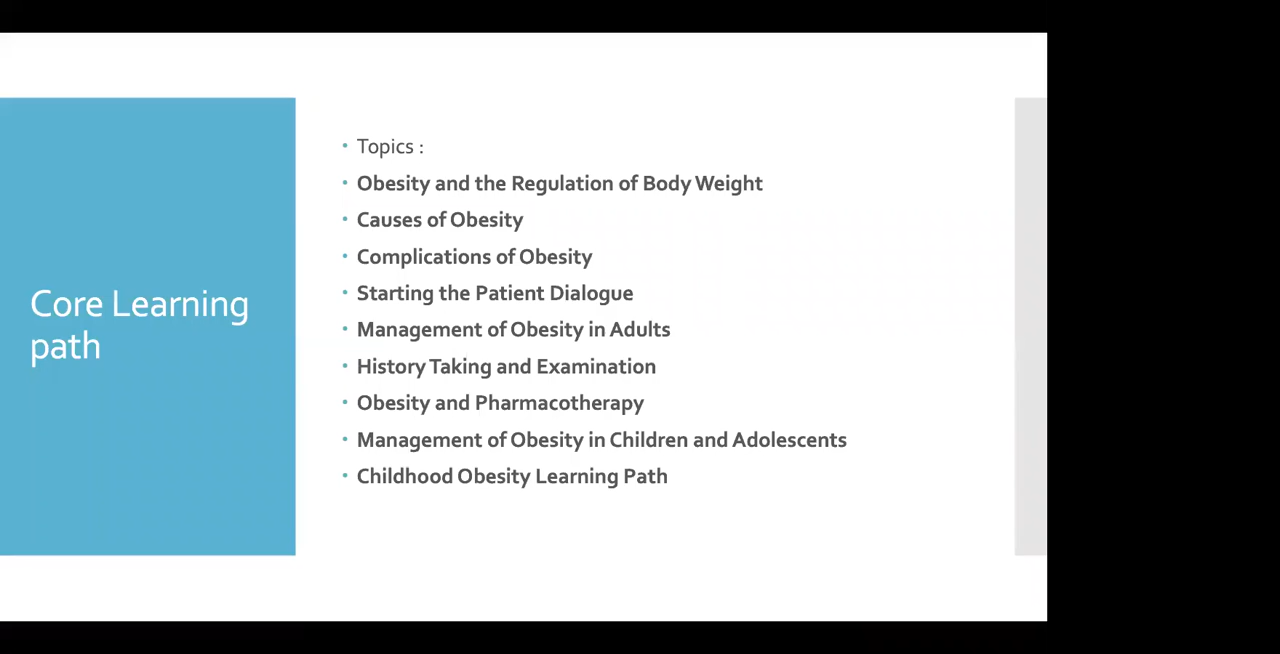 Core Learning
path
• Topics :
• Obesity and the Regulation of Body Weight
• Causes of Obesity
• Complications of Obesity
• Starting the Patient Dialogue
• Management of Obesity in Adults
• History Taking and Examination
• Obesity and Pharmacotherapy
• Management of Obesity in Children and Adolescents
• Childhood Obesity Learning Path